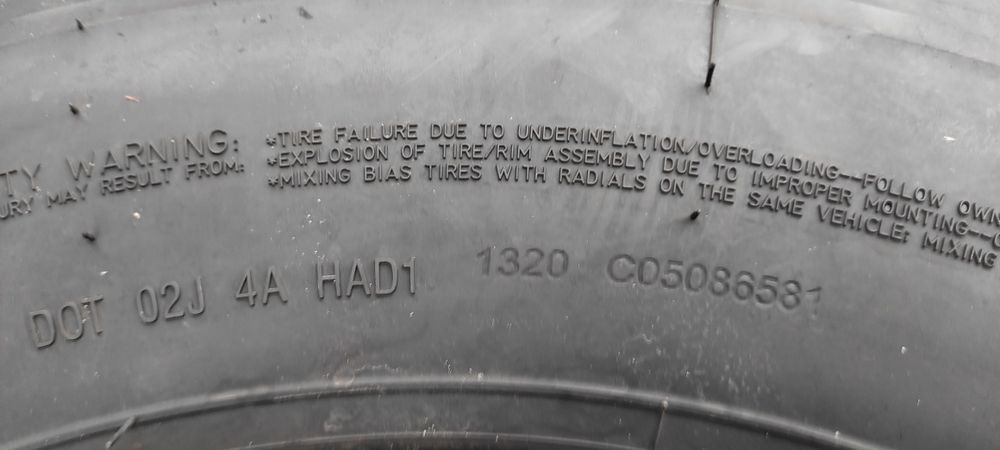 TY WARNING:
URY MAY RESULT FROM:
*TIRE FAILURE DUE TO UNDERINFLATION/OVERLOADING--FOLLOW OWN
*EXPLOSION OF TIRE/RIM ASSEMBLY DUE TO IMPROPER MOUNTING--
*MIXING BIAS TIRES WITH RADIALS ON THE SAME VEHICLE; MIXING
DOT 02J 4A HAD1 1320 C05086581